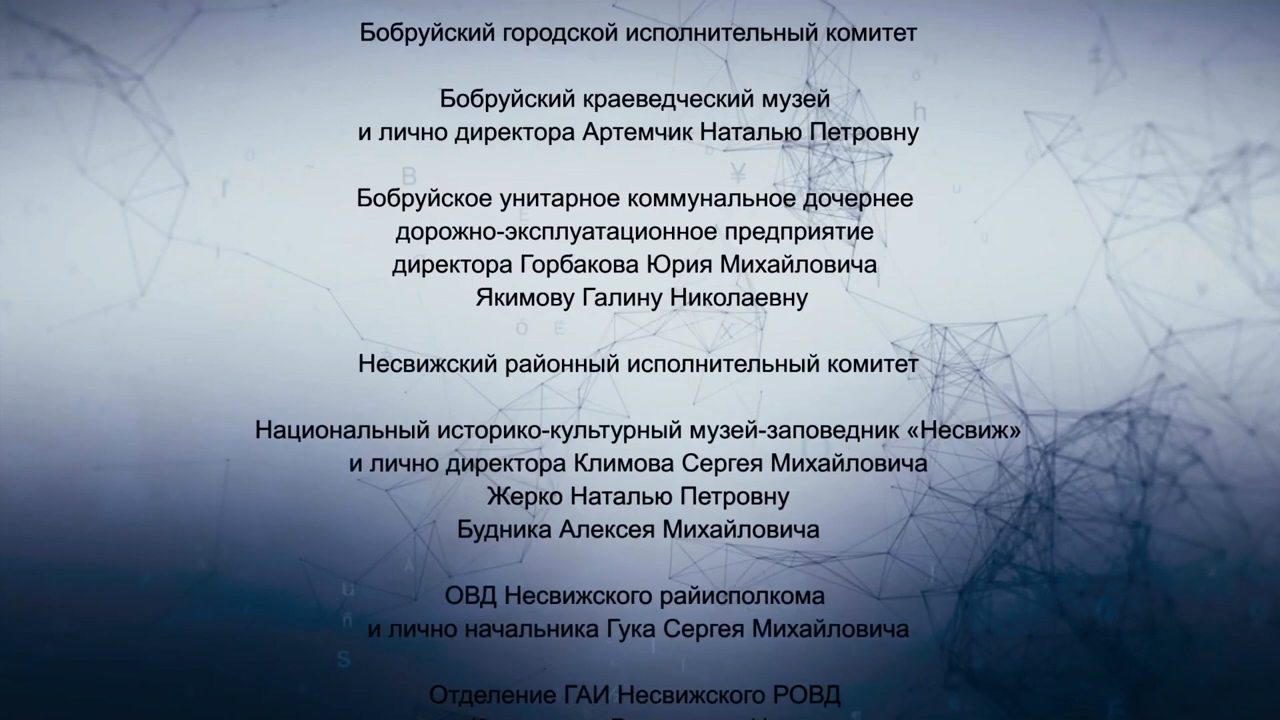 Бобруйский городской исполнительный комитет
Бобруйский краеведческий музей
и лично директора Артемчик Наталью Петровну
Бобруйское унитарное коммунальное дочернее
дорожно-эксплуатационное предприятие
директора Горбакова Юрия Михайловича
Якимову Галину Николаевну
Несвижский районный исполнительный комитет
Национальный историко-культурный музей-заповедник «Несвиж»
и лично директора Климова Сергея Михайловича
Жерко Наталью Петровну
Будника Алексея Михайловича
ОВД Несвижского райисполкома
и лично начальника Гука Сергея Михайловича
Отделение ГАИ Несвижского РОВД